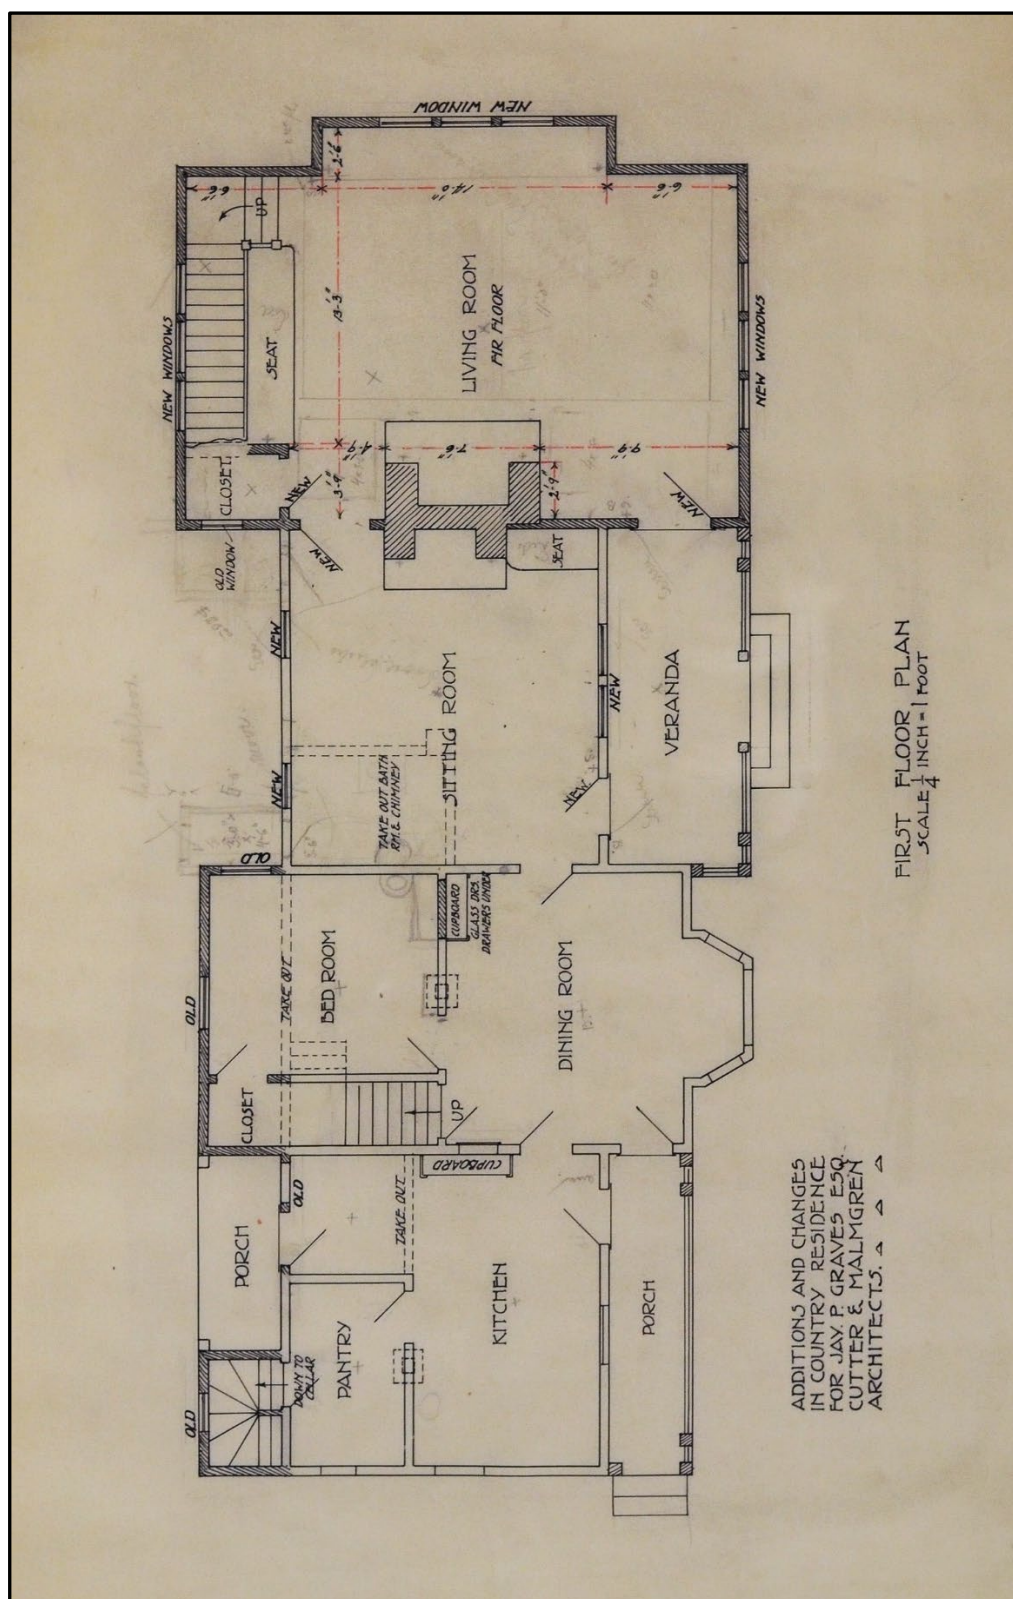 NEW WINDOW
2'-6"
6'-6"
14'-0"
6'-6"
UP
13'-3"
LIVING ROOM
FIR FLOOR
SEAT
NEW WINDOWS
NEW WINDOWS
4'-9"
7'-6"
9'-9"
CLOSET
NEW
3'-9"
2'-9"
NEW
NEW
OLD
WINDOW
SEAT
NEW
SITTING ROOM
NEW
VERANDA
NEW
TAKE OUT BATH
RM. & CHIMNEY
NEW
OLD
CUPBOARD
GLASS DRS.
DRAWERS UNDER
OLD
TAKE OUT
BED ROOM
DINING ROOM
CLOSET
UP
CUPBOARD
OLD
TAKE OUT
PORCH
KITCHEN
PORCH
PANTRY
DOWN TO
CELLAR
OLD
FIRST FLOOR PLAN
SCALE 1/4 INCH = 1 FOOT
ADDITIONS AND CHANGES
IN COUNTRY RESIDENCE
FOR JAY. P. GRAVES ESQ.
CUTTER & MALMGREN
ARCHITECTS.